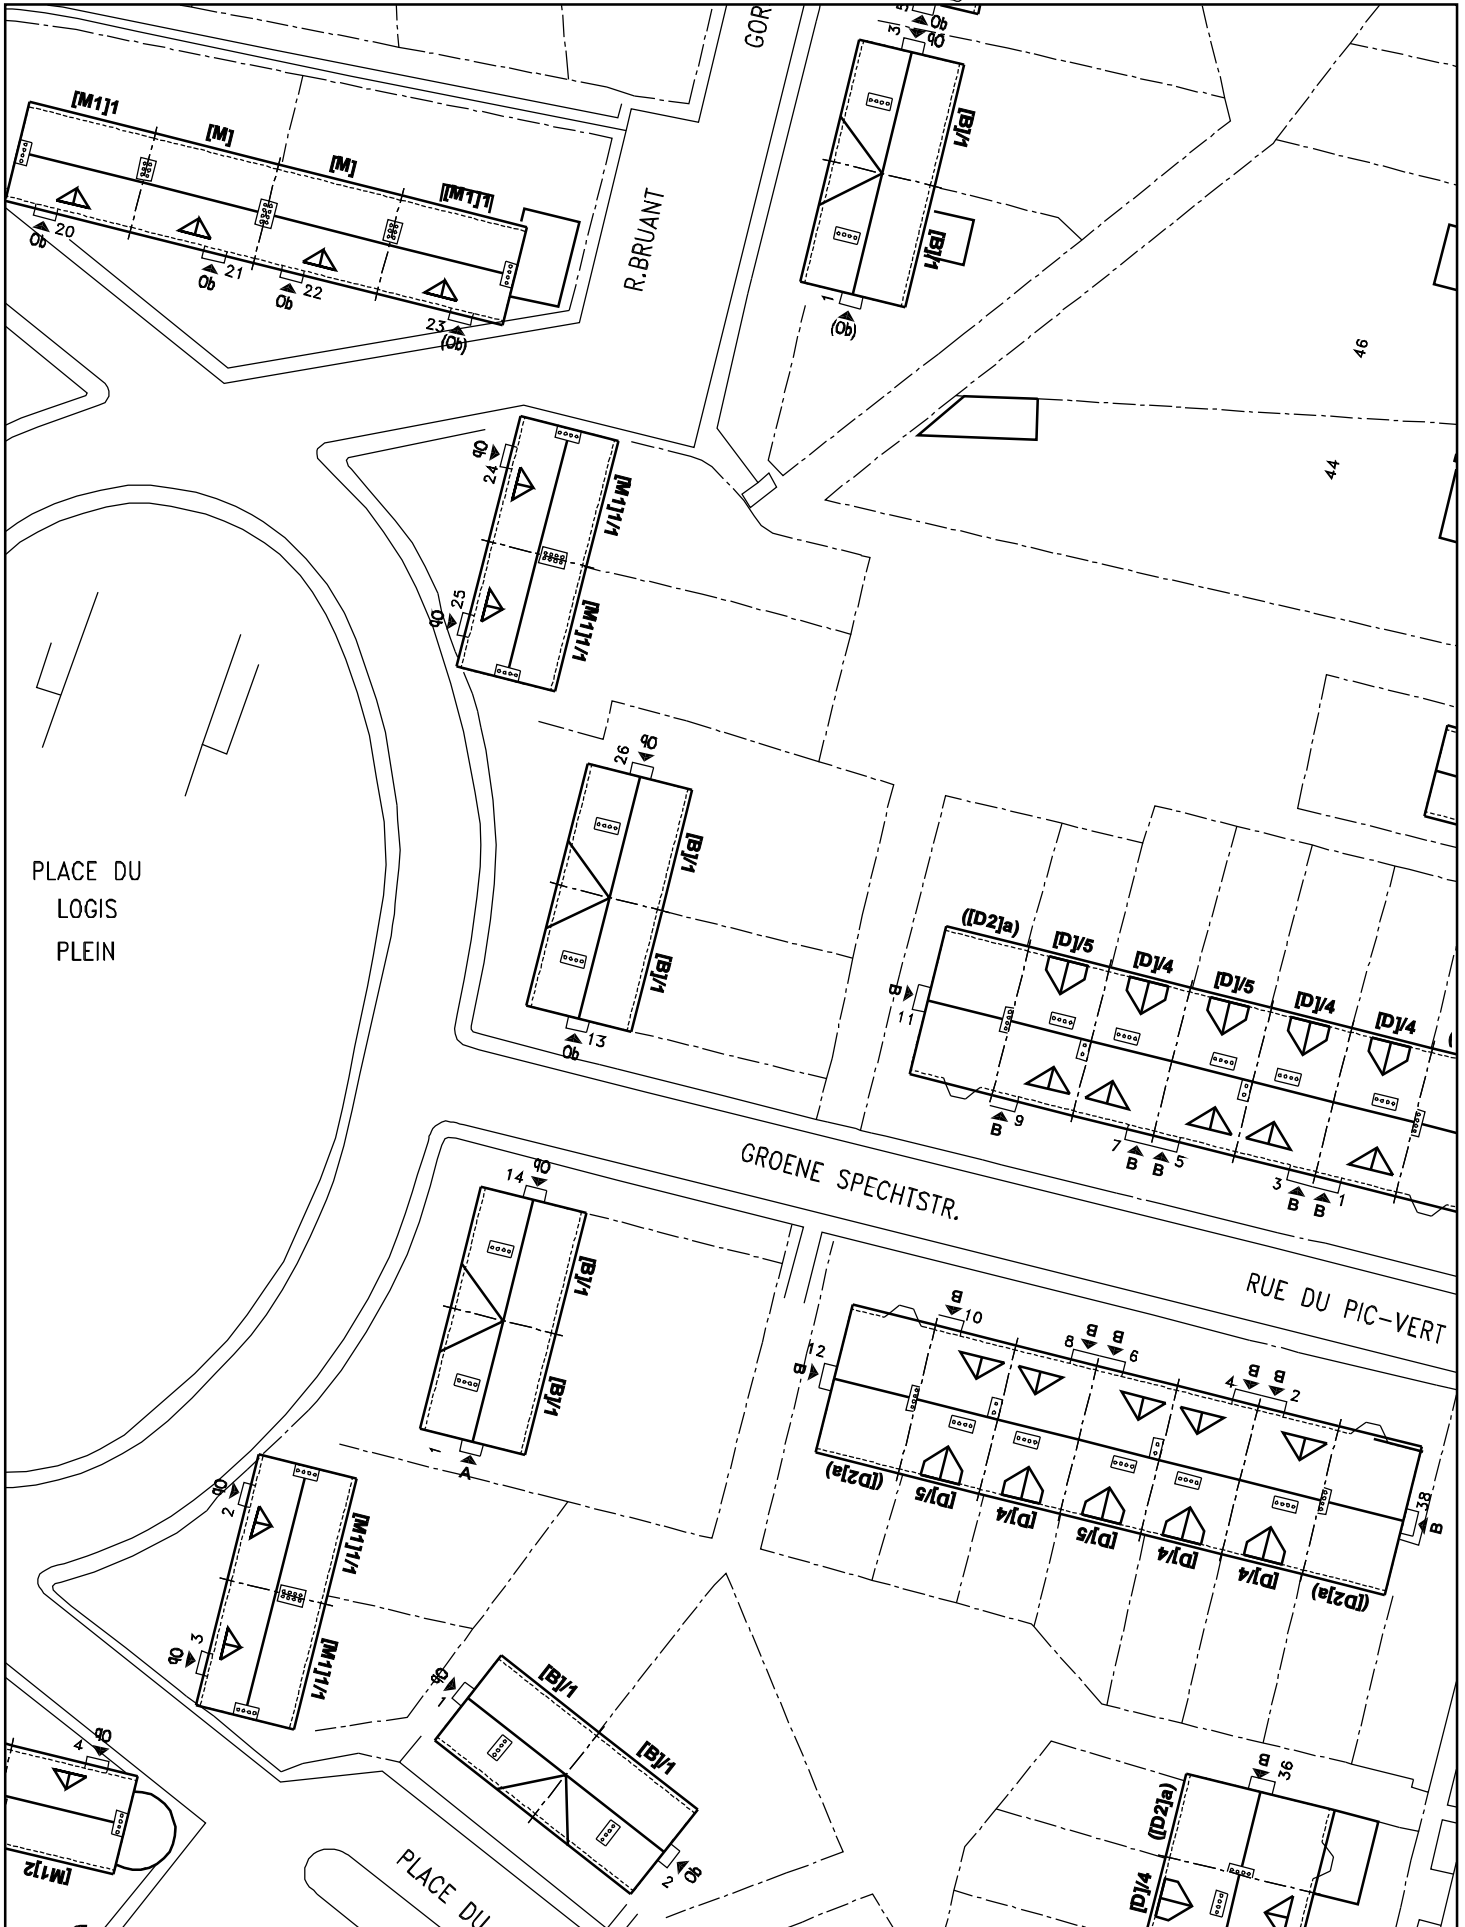 GOR
3
Ob
Ob
[M1]1
[M]
[M]
[M1]1
[B]/1
[B]/1
R.BRUANT
20
Ob
21
Ob
22
Ob
23
(Ob)
1
(Ob)
46
44
Ob
24
[M1]1/1
25
Ob
[M1]1/1
26
Ob
[B]/1
[B]/1
13
Ob
PLACE DU
LOGIS
PLEIN
([D2]a)
[D]/5
[D]/4
[D]/5
[D]/4
[D]/4
B
11
9
B
7
B
B
5
3
B
B
1
GROENE SPECHTSTR.
RUE DU PIC-VERT
14
Ob
[B]/1
[B]/1
1
A
12
B
B
10
8
B
B
6
4
B
B
2
38
B
([D2]a)
[D]/5
[D]/4
[D]/5
[D]/4
[D]/4
([D2]a)
Ob
2
[M1]1/1
3
Ob
[M1]1/1
Ob
1
[B]/1
[B]/1
2
Ob
4
Ob
[M1]2
PLACE DU
B
36
([D2]a)
[D]/4